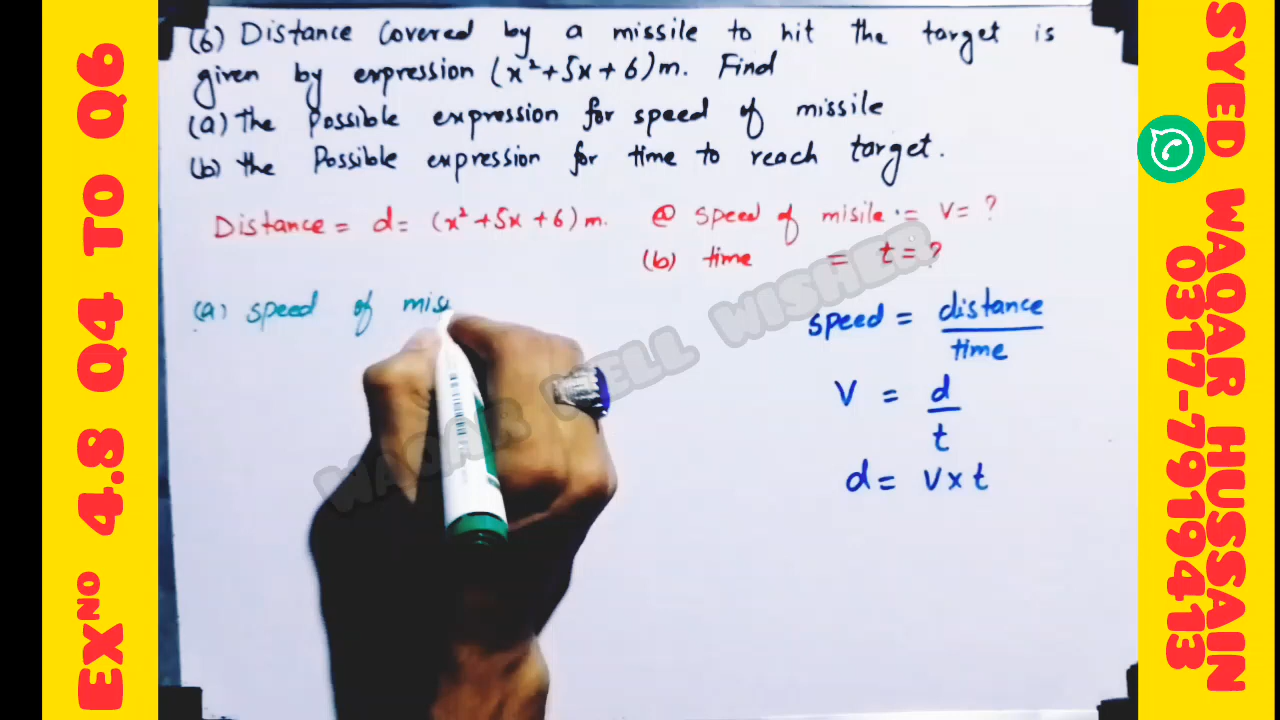 EXᴺᴼ 4.8 Q4 TO Q6
(6) Distance Covered by a missile to hit the target is
given by expression (x²+5x+6)m. Find
(a) the Possible expression for speed of missile
(b) the Possible expression for time to reach target.
Distance = d= (x²+5x+6)m.
(a) speed of misile = v= ?
(b) time = t= ?
(a) speed of mis
speed = distance
time
V = d
t
d= v×t
WAQAR WELL WISHER
SYED WAQAR HUSSAIN
0317-7919413